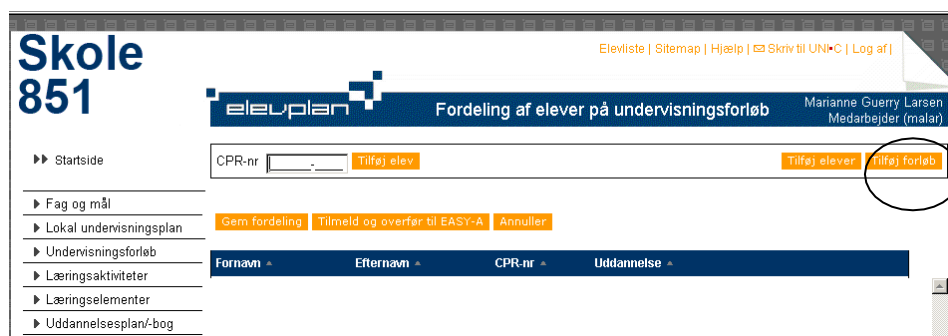 Skole
851
Elevliste | Sitemap | Hjælp | Skriv til UNI•C | Log af |
elevplan
Fordeling af elever på undervisningsforløb
Marianne Guerry Larsen
Medarbejder (malar)
Startside
CPR-nr ______-____ Tilføj elev Tilføj elever Tilføj forløb
Fag og mål
Lokal undervisningsplan
Undervisningsforløb
Læringsaktiviteter
Læringselementer
Uddannelsesplan/-bog
Gem fordeling Tilmeld og overfør til EASY-A Annuller
Fornavn Efternavn CPR-nr Uddannelse